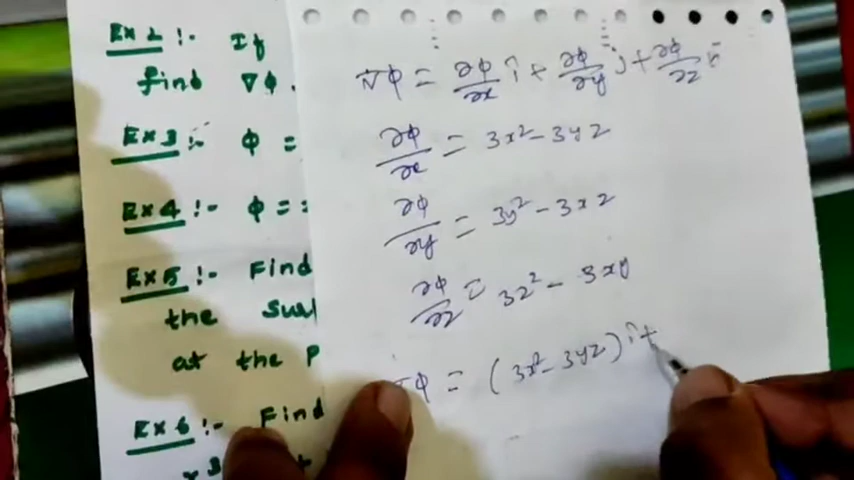 Ex 2 :- If
find ∇φ.
Ex 3 :- φ =
Ex 4 :- φ =
Ex 5 :- Find
the Sur
at the P
Ex 6 :- Find
x³
∇φ = ∂φ/∂x î + ∂φ/∂y j + ∂φ/∂z
∂φ/∂x = 3x² - 3yz
∂φ/∂y = 3y² - 3xz
∂φ/∂z = 3z² - 3xy
∇φ = (3x² - 3yz) î +